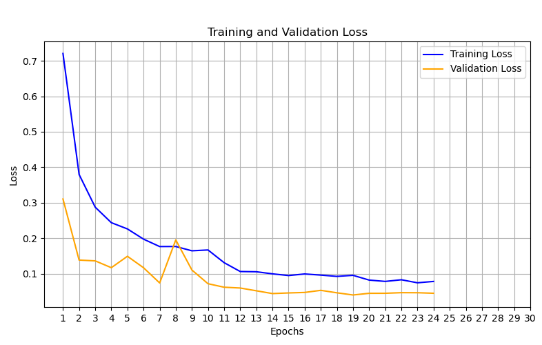 Training and Validation Loss
Training Loss
Validation Loss
0.7
0.6
0.5
0.4
0.3
0.2
0.1
Loss
1 2 3 4 5 6 7 8 9 10 11 12 13 14 15 16 17 18 19 20 21 22 23 24 25 26 27 28 29 30
Epochs